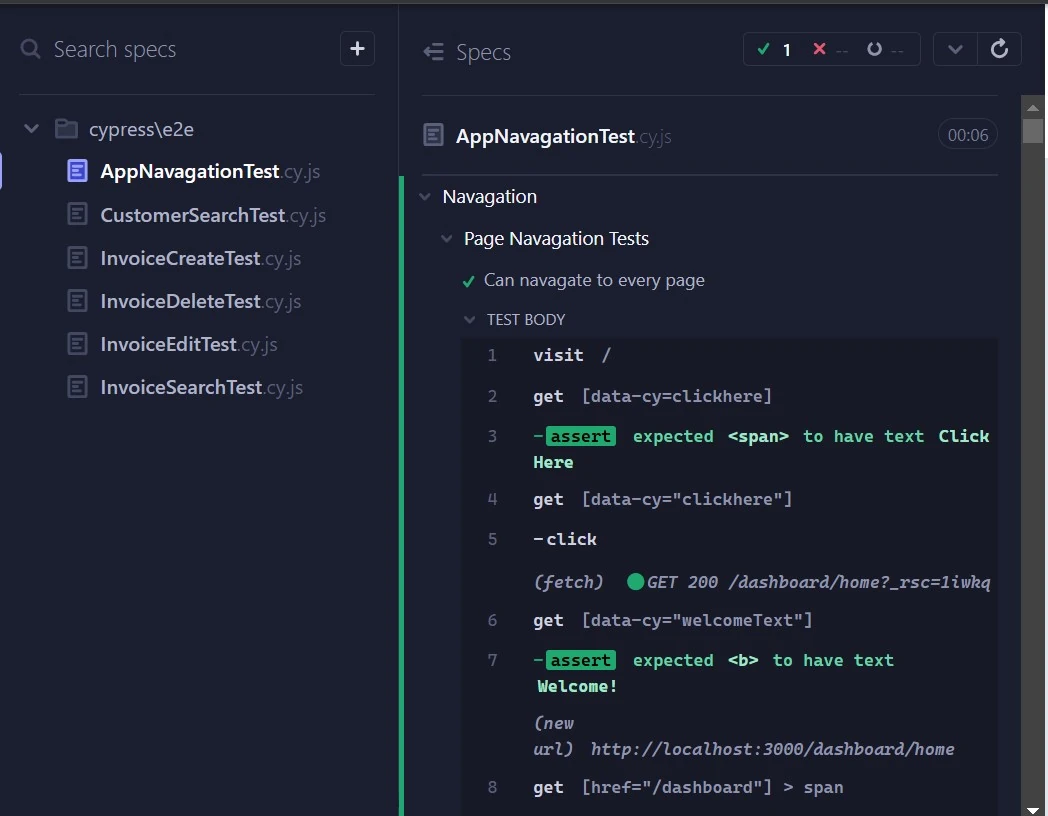 Search specs
+
cypress\e2e
AppNavagationTest.cy.js
CustomerSearchTest.cy.js
InvoiceCreateTest.cy.js
InvoiceDeleteTest.cy.js
InvoiceEditTest.cy.js
InvoiceSearchTest.cy.js
Specs
1 -- --
AppNavagationTest.cy.js 00:06
Navagation
Page Navagation Tests
Can navagate to every page
TEST BODY
1 visit /
2 get [data-cy=clickhere]
3 -assert expected <span> to have text Click
Here
4 get [data-cy="clickhere"]
5 -click
(fetch) GET 200 /dashboard/home?_rsc=1iwkq
6 get [data-cy="welcomeText"]
7 -assert expected <b> to have text
Welcome!
(new
url) http://localhost:3000/dashboard/home
8 get [href="/dashboard"] > span